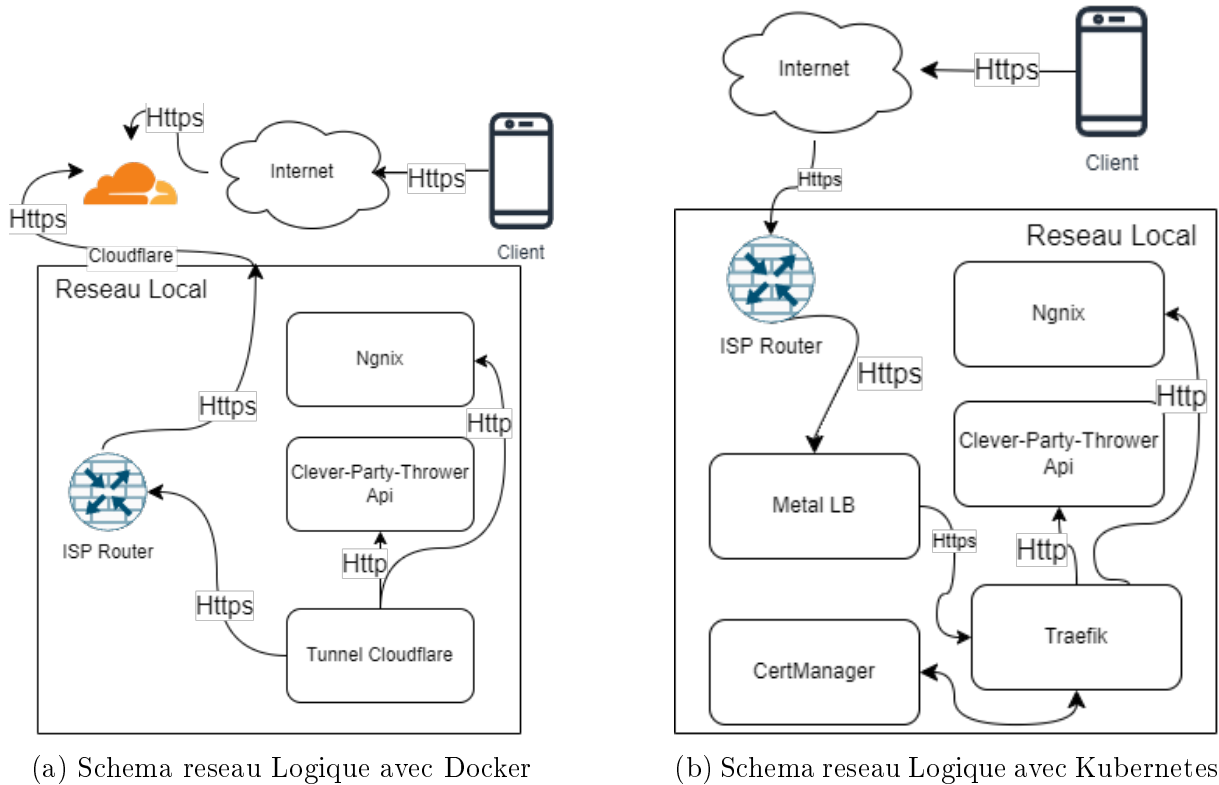 Https
Internet
Https
Client
Https
Cloudflare
Reseau Local
Ngnix
Https
Http
Clever-Party-Thrower
Api
ISP Router
Http
Https
Tunnel Cloudflare
(a) Schema reseau Logique avec Docker
Internet
Https
Client
Https
Reseau Local
Ngnix
ISP Router
Https
Http
Clever-Party-Thrower
Api
Metal LB
Https
Http
Traefik
CertManager
(b) Schema reseau Logique avec Kubernetes